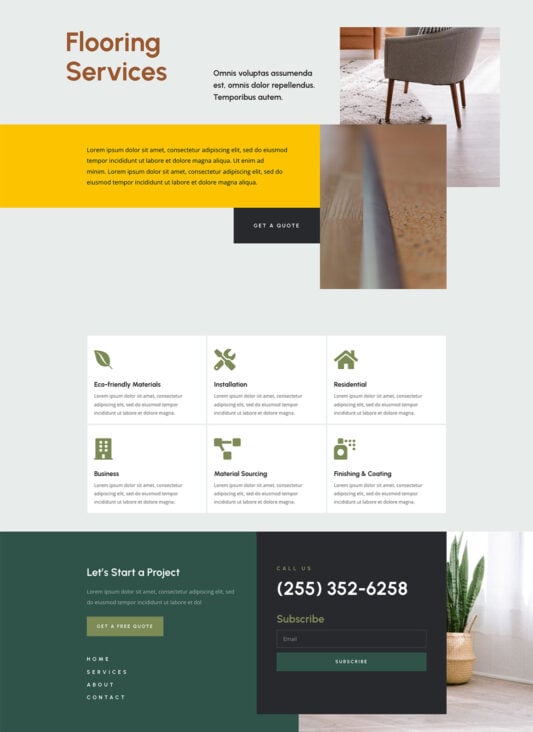 Flooring
Services
Omnis voluptas assumenda
est, omnis dolor repellendus.
Temporibus autem.
Lorem ipsum dolor sit amet, consectetur adipiscing elit, sed do eiusmod
tempor incididunt ut labore et dolore magna aliqua. Ut enim ad
minim. Lorem ipsum dolor sit amet, consectetur adipiscing elit, sed do
eiusmod tempor incididunt ut labore et dolore magna aliqua.
GET A QUOTE
Eco-friendly Materials
Lorem ipsum dolor sit amet, consectetur
adipiscing elit, sed do eiusmod tempor
incididunt ut labore et dolore magna.
Installation
Lorem ipsum dolor sit amet, consectetur
adipiscing elit, sed do eiusmod tempor
incididunt ut labore et dolore magna.
Residential
Lorem ipsum dolor sit amet, consectetur
adipiscing elit, sed do eiusmod tempor
incididunt ut labore et dolore magna.
Business
Lorem ipsum dolor sit amet, consectetur
adipiscing elit, sed do eiusmod tempor
incididunt ut labore et dolore magna.
Material Sourcing
Lorem ipsum dolor sit amet, consectetur
adipiscing elit, sed do eiusmod tempor
incididunt ut labore et dolore magna.
Finishing & Coating
Lorem ipsum dolor sit amet, consectetur
adipiscing elit, sed do eiusmod tempor
incididunt ut labore et dolore magna.
Let's Start a Project
Lorem ipsum dolor sit amet, consectetur adipiscing elit, sed
do eiusmod tempor incididunt ut labore et dol
GET A FREE QUOTE
HOME
SERVICES
ABOUT
CONTACT
CALL US
(255) 352-6258
Subscribe
Email
SUBSCRIBE